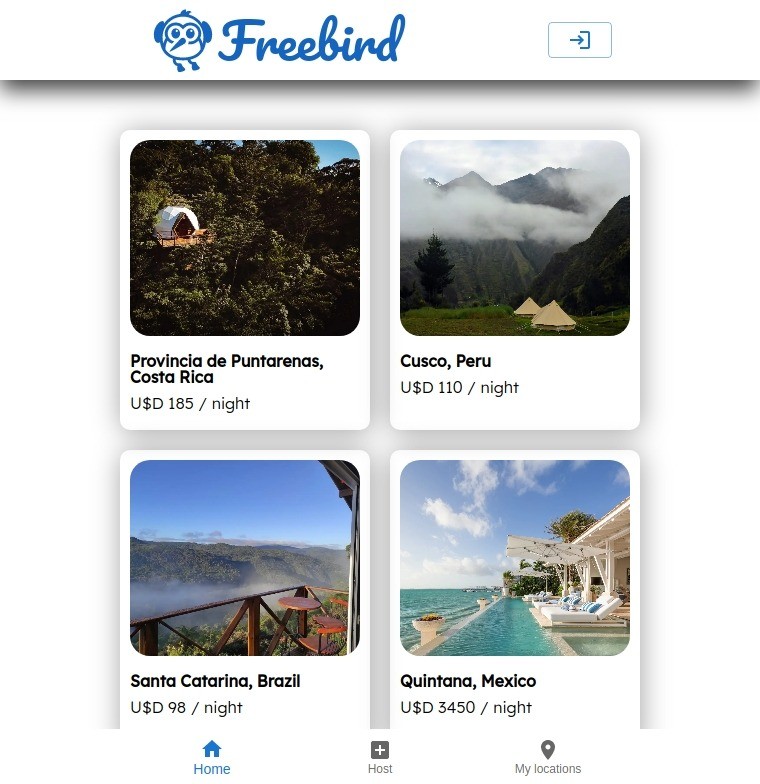 Freebird
Provincia de Puntarenas,
Costa Rica
U$D 185 / night
Cusco, Peru
U$D 110 / night
Santa Catarina, Brazil
U$D 98 / night
Quintana, Mexico
U$D 3450 / night
Home
Host
My locations